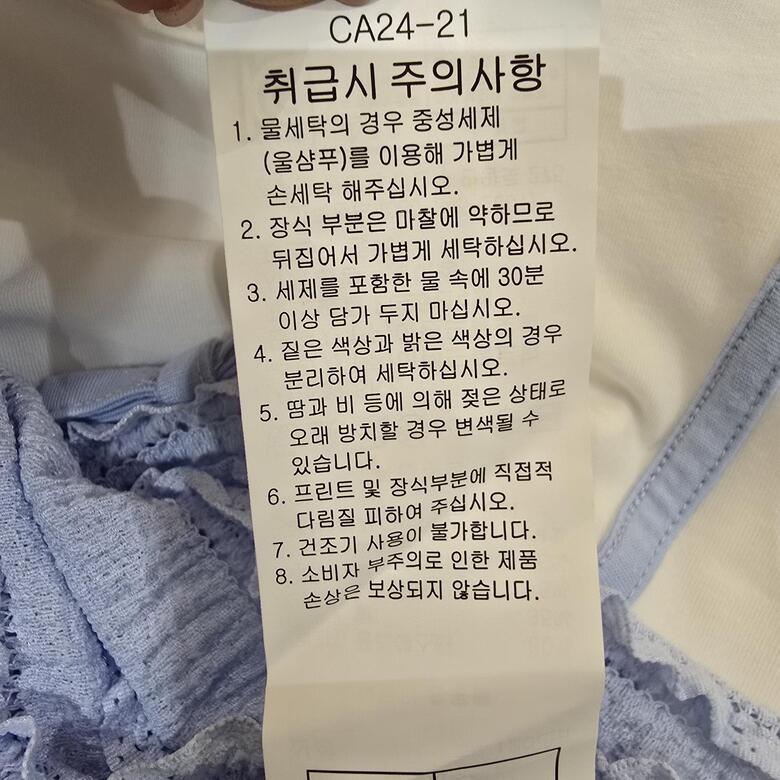 CA24-21
취급시 주의사항
1. 물세탁의 경우 중성세제
(울샴푸)를 이용해 가볍게
손세탁 해주십시오.
2. 장식 부분은 마찰에 약하므로
뒤집어서 가볍게 세탁하십시오.
3. 세제를 포함한 물 속에 30분
이상 담가 두지 마십시오.
4. 짙은 색상과 밝은 색상의 경우
분리하여 세탁하십시오.
5. 땀과 비 등에 의해 젖은 상태로
오래 방치할 경우 변색될 수
있습니다.
6. 프린트 및 장식부분에 직접적
다림질 피하여 주십시오.
7. 건조기 사용이 불가합니다.
8. 소비자 부주의로 인한 제품
손상은 보상되지 않습니다.